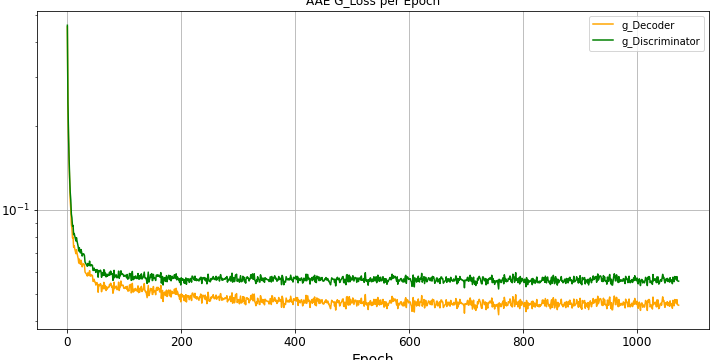 AAE G_Loss per Epoch
g_Decoder
g_Discriminator
10⁻¹
0 200 400 600 800 1000
Epoch